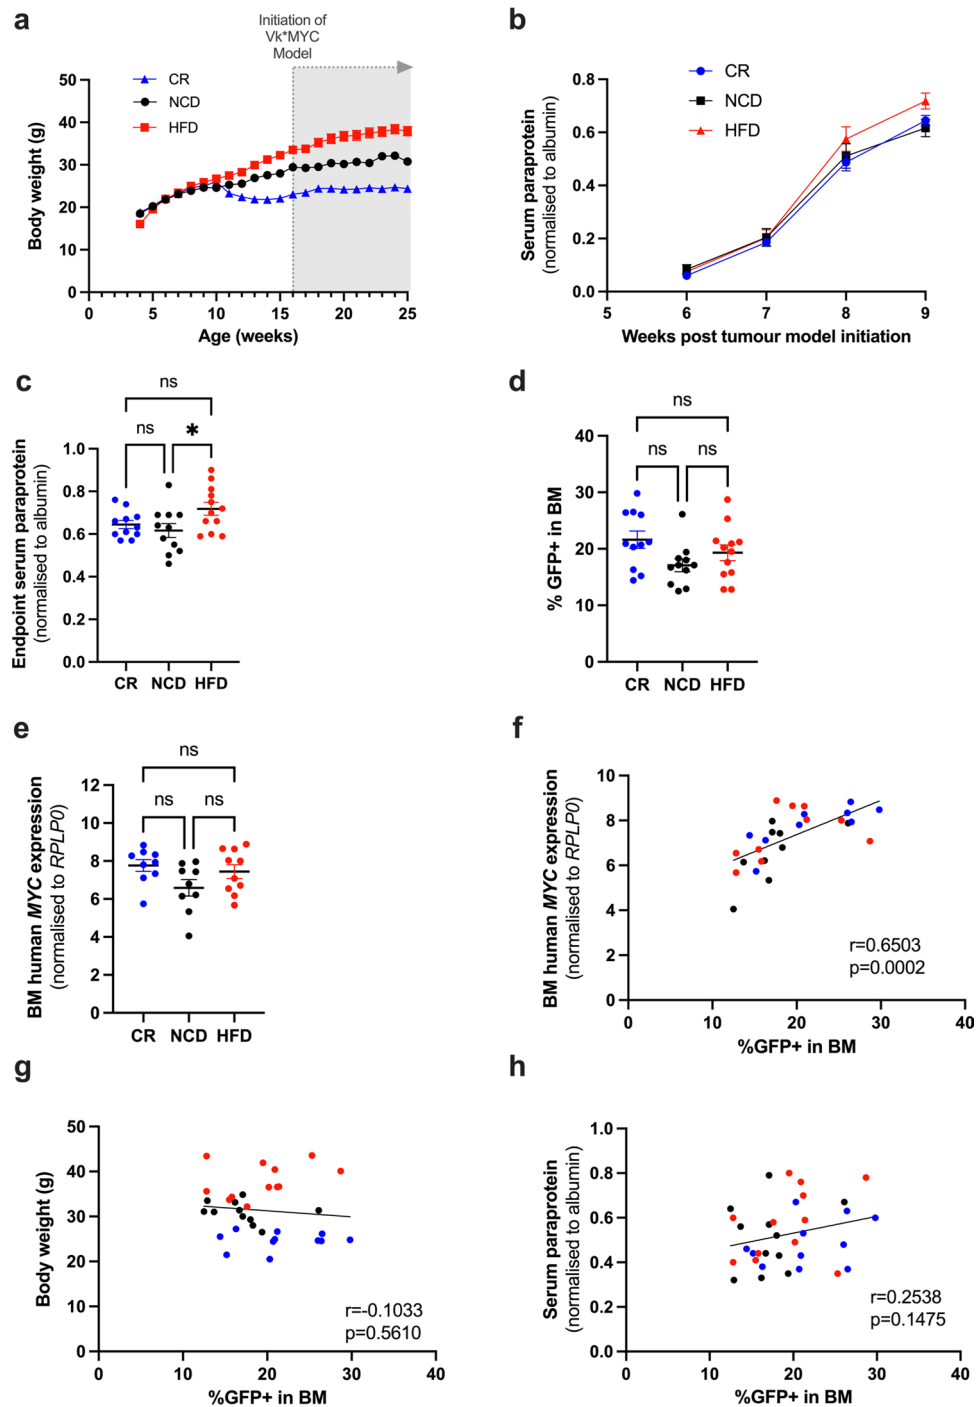 a
Initiation of
Vk*MYC
Model
CR
NCD
HFD
Body weight (g)
50
40
30
20
10
0
0 5 10 15 20 25
Age (weeks)
b
CR
NCD
HFD
Serum paraprotein
(normalised to albumin)
0.8
0.6
0.4
0.2
0.0
5 6 7 8 9
Weeks post tumour model initiation
c
ns
ns *
Endpoint serum paraprotein
(normalised to albumin)
1.0
0.8
0.6
0.4
0.2
0.0
CR NCD HFD
d
ns
ns ns
% GFP+ in BM
40
30
20
10
0
CR NCD HFD
e
ns
ns ns
BM human MYC expression
(normalised to RPLP0)
12
10
8
6
4
2
0
CR NCD HFD
f
BM human MYC expression
(normalised to RPLP0)
10
8
6
4
2
0
r=0.6503
p=0.0002
0 10 20 30 40
%GFP+ in BM
g
Body weight (g)
50
40
30
20
10
0
r=-0.1033
p=0.5610
0 10 20 30 40
%GFP+ in BM
h
Serum paraprotein
(normalised to albumin)
1.0
0.8
0.6
0.4
0.2
0.0
r=0.2538
p=0.1475
0 10 20 30 40
%GFP+ in BM